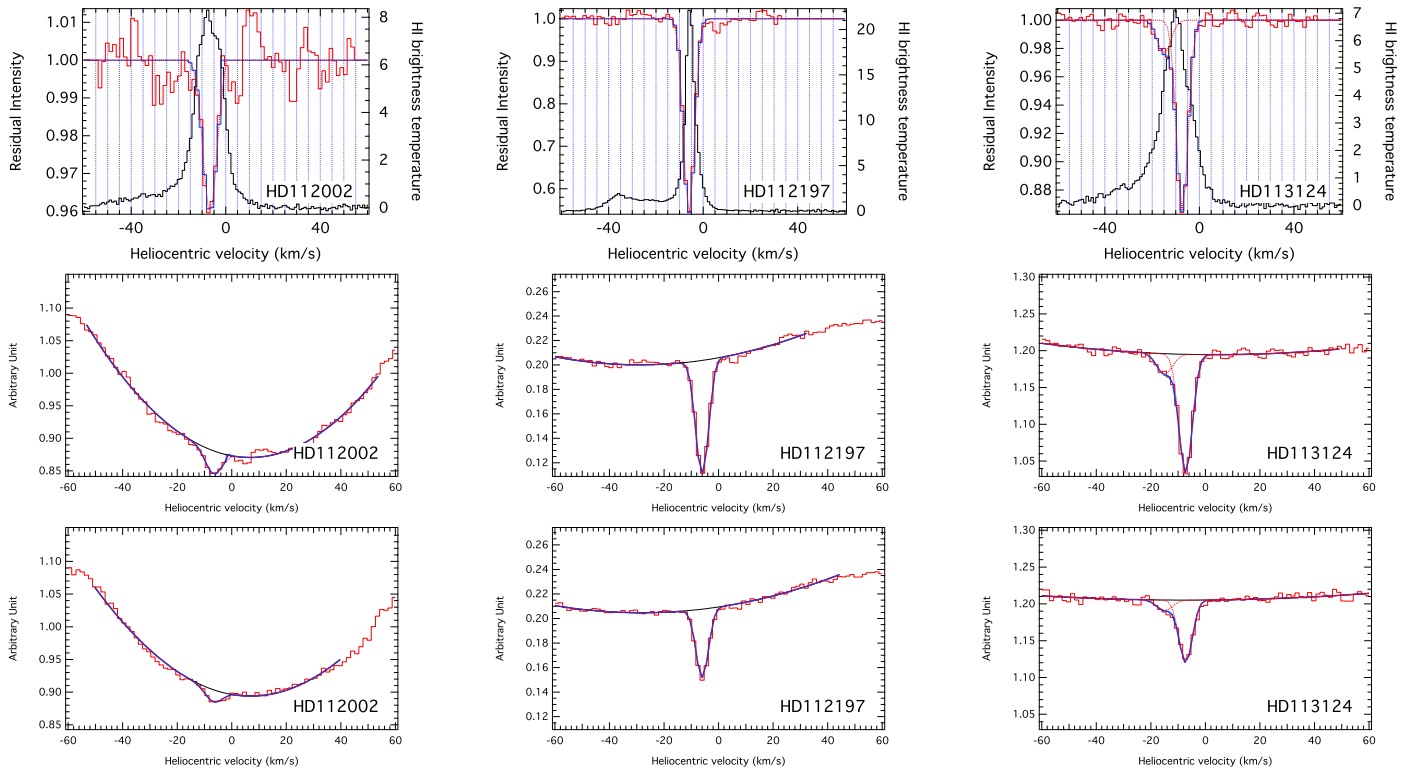 1.01
1.00
0.99
0.98
0.97
0.96
8
6
4
2
0
-40
0
40
Residual Intensity
HI brightness temperature
HD112002
Heliocentric velocity (km/s)
1.0
0.9
0.8
0.7
0.6
20
15
10
5
0
-40
0
40
Residual Intensity
HI brightness temperature
HD112197
Heliocentric velocity (km/s)
1.00
0.98
0.96
0.94
0.92
0.90
0.88
7
6
5
4
3
2
1
0
-40
0
40
Residual Intensity
HI brightness temperature
HD113124
Heliocentric velocity (km/s)
1.10
1.05
1.00
0.95
0.90
0.85
Arbitrary Unit
HD112002
-60 -40 -20 0 20 40 60
Heliocentric velocity (km/s)
0.26
0.24
0.22
0.20
0.18
0.16
0.14
0.12
Arbitrary Unit
HD112197
-60 -40 -20 0 20 40 60
Heliocentric velocity (km/s)
1.30
1.25
1.20
1.15
1.10
1.05
Arbitrary Unit
HD113124
-60 -40 -20 0 20 40 60
Heliocentric velocity (km/s)
1.10
1.05
1.00
0.95
0.90
0.85
Arbitrary Unit
HD112002
-60 -40 -20 0 20 40 60
Heliocentric velocity (km/s)
0.26
0.24
0.22
0.20
0.18
0.16
0.14
0.12
Arbitrary Unit
HD112197
-60 -40 -20 0 20 40 60
Heliocentric velocity (km/s)
1.30
1.25
1.20
1.15
1.10
1.05
Arbitrary Unit
HD113124
-60 -40 -20 0 20 40 60
Heliocentric velocity (km/s)